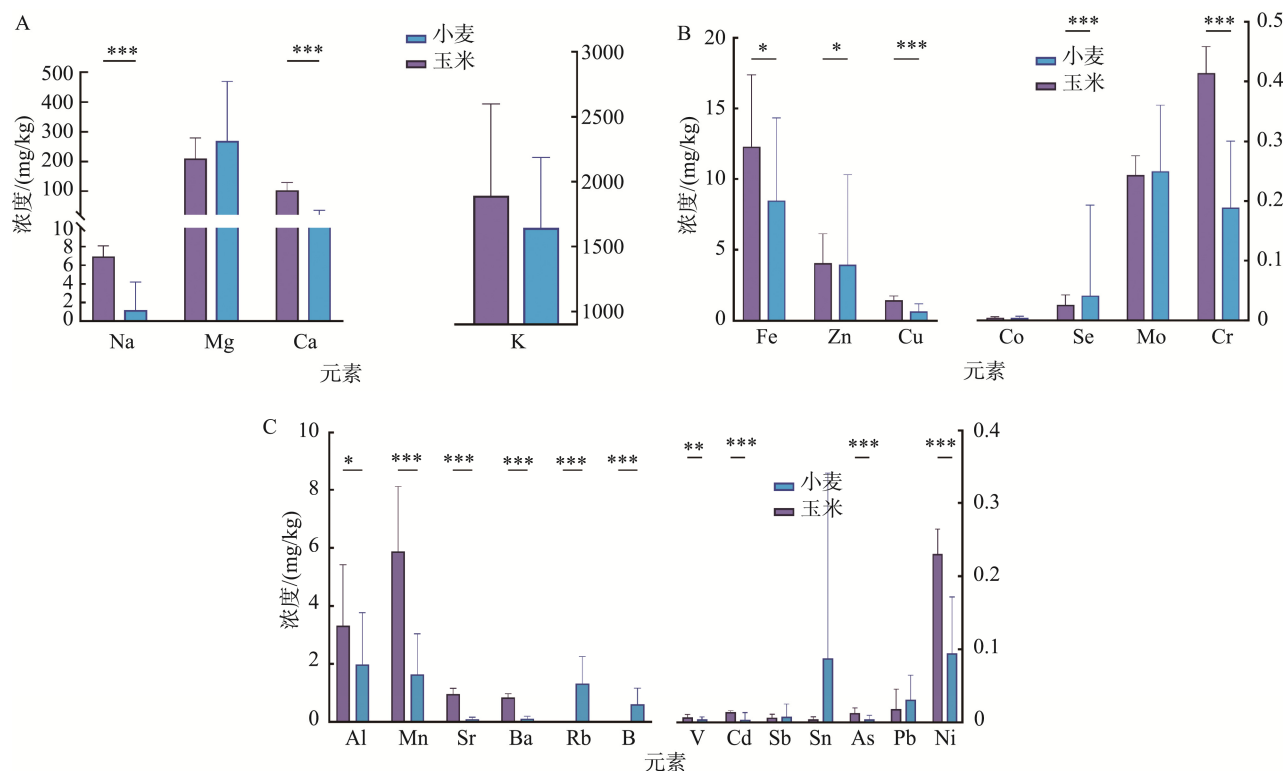 A
小麦
玉米
***
***
浓度/(mg/kg)
500
400
300
200
100
10
8
6
4
2
0
3000
2000
1500
1000
Na
Mg
Ca
K
元素
B
小麦
玉米
*
*
***
***
***
浓度/(mg/kg)
20
15
10
5
0
0.5
0.4
0.3
0.2
0.1
0
Fe
Zn
Cu
Co
Se
Mo
Cr
元素
C
小麦
玉米
*
***
***
***
***
***
**
***
***
***
浓度/(mg/kg)
10
8
6
4
2
0
0.4
0.3
0.2
0.1
0
Al
Mn
Sr
Ba
Rb
B
V
Cd
Sb
Sn
As
Pb
Ni
元素